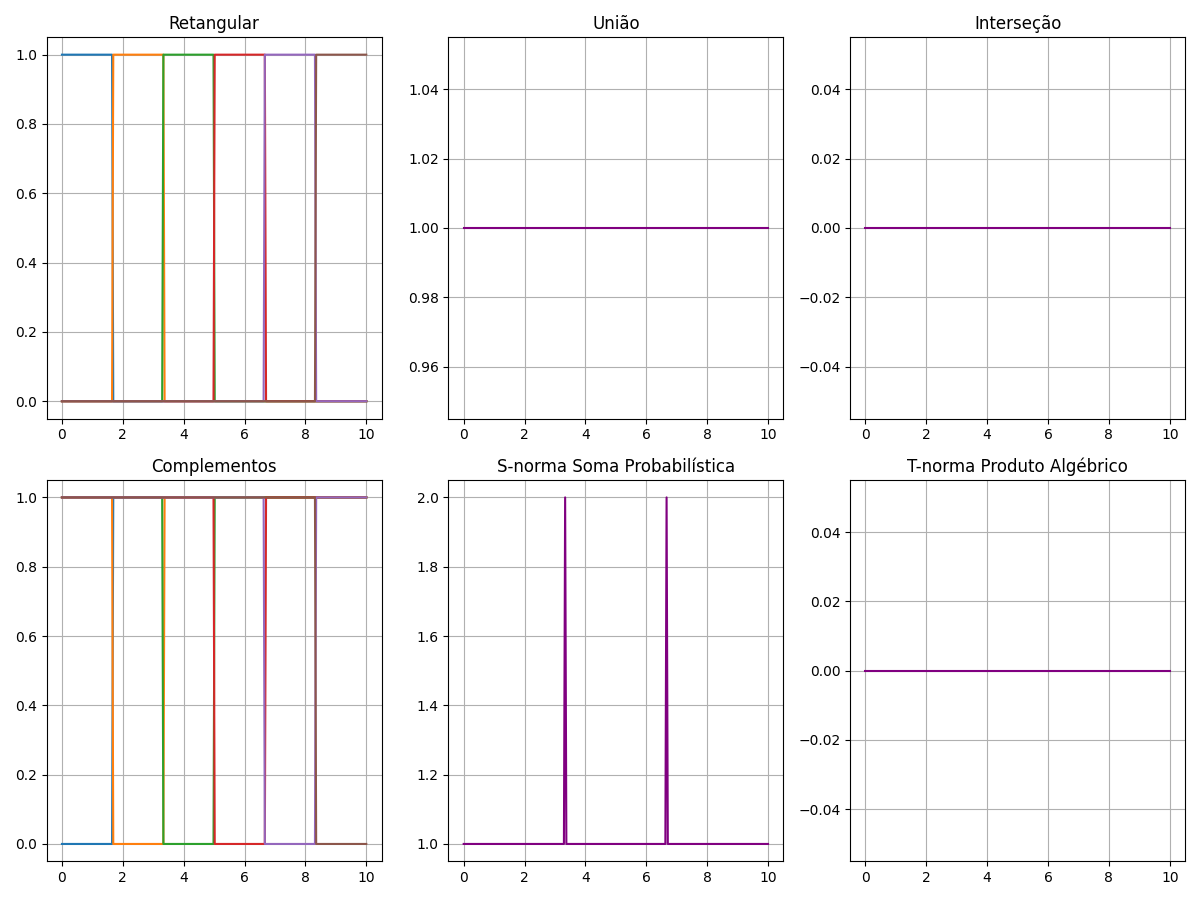 Retangular
1.0
0.8
0.6
0.4
0.2
0.0
0 2 4 6 8 10
União
1.04
1.02
1.00
0.98
0.96
0 2 4 6 8 10
Interseção
0.04
0.02
0.00
−0.02
−0.04
0 2 4 6 8 10
Complementos
1.0
0.8
0.6
0.4
0.2
0.0
0 2 4 6 8 10
S-norma Soma Probabilística
2.0
1.8
1.6
1.4
1.2
1.0
0 2 4 6 8 10
T-norma Produto Algébrico
0.04
0.02
0.00
−0.02
−0.04
0 2 4 6 8 10